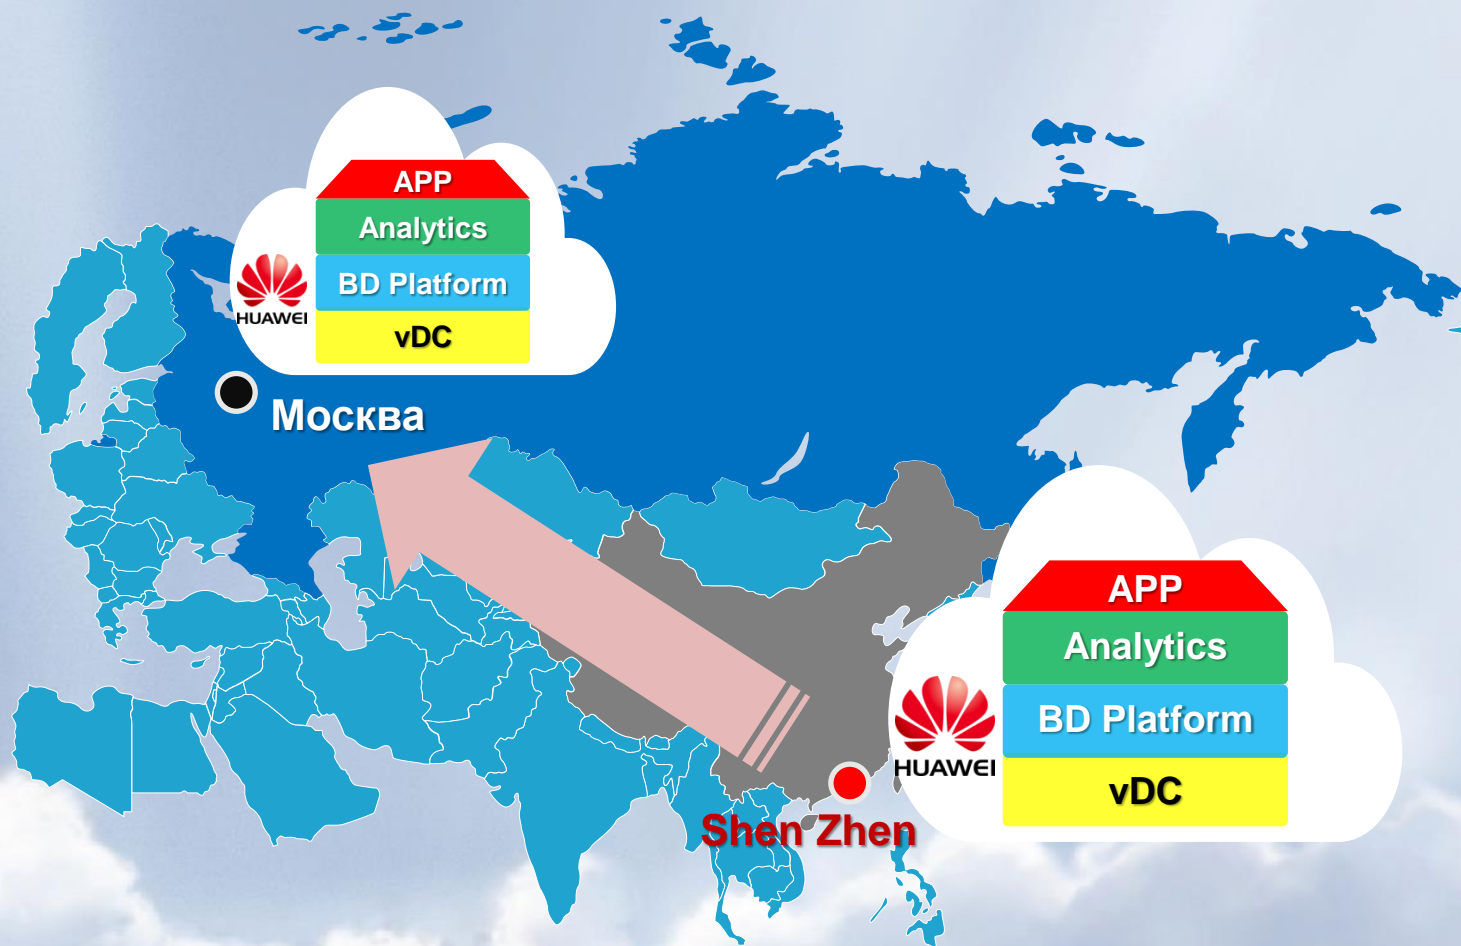 APP
Analytics
BD Platform
HUAWEI
vDC
Москва
APP
Analytics
BD Platform
HUAWEI
vDC
Shen Zhen